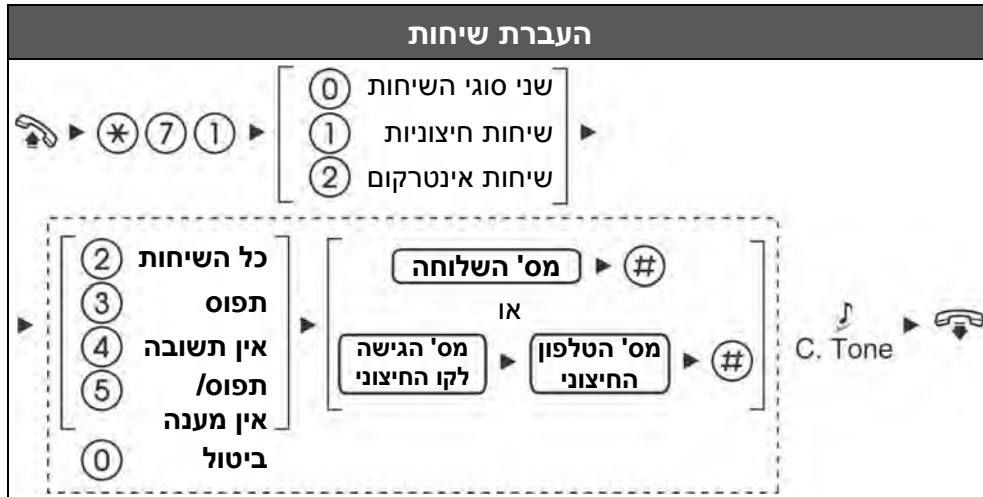 העברת שיחות
0 שני סוגי השיחות
* 7 1 1 שיחות חיצוניות
2 שיחות אינטרקום
2 כל השיחות
3 תפוס
4 אין תשובה
5 תפוס/
אין מענה
0 ביטול
מס' השלוחה #
או
מס' הגישה
לקו החיצוני
מס' הטלפון
החיצוני
#
C. Tone